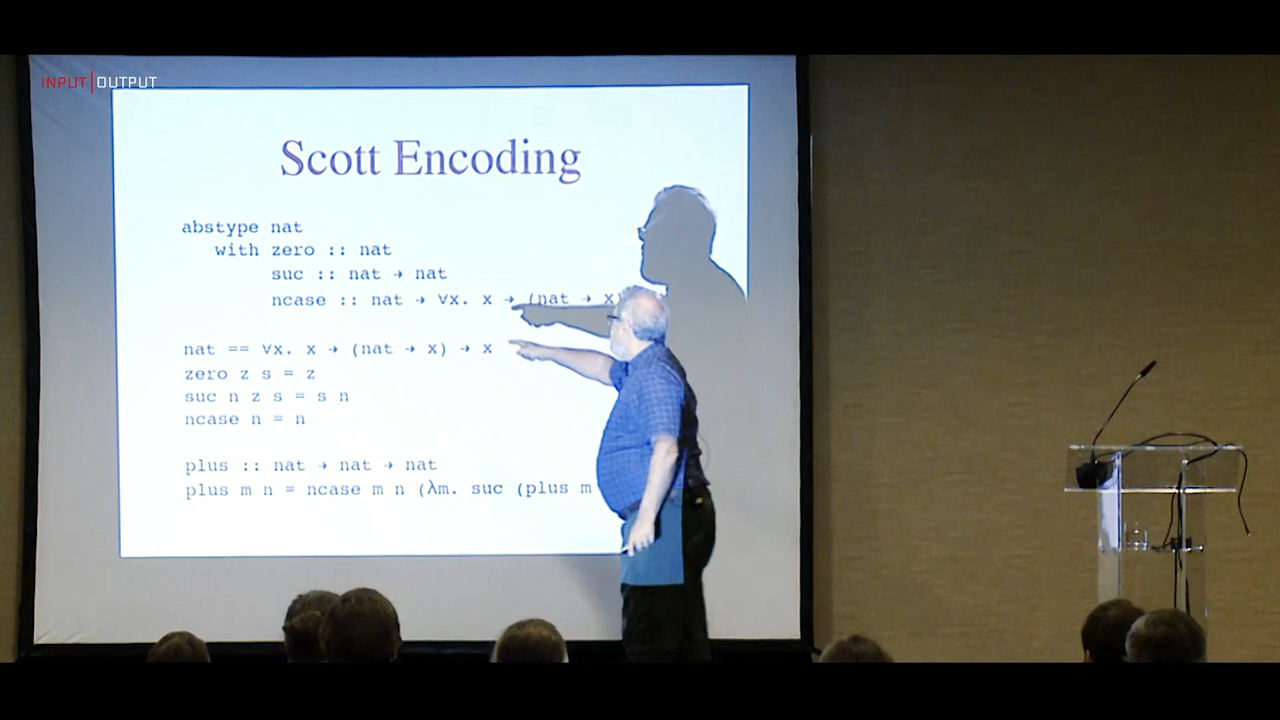 INPUT|OUTPUT
Scott Encoding
abstype nat
with zero :: nat
suc :: nat → nat
ncase :: nat → ∀x. x → (nat → x)
nat == ∀x. x → (nat → x) → x
zero z s = z
suc n z s = s n
ncase n = n
plus :: nat → nat → nat
plus m n = ncase m n (λm. suc (plus m